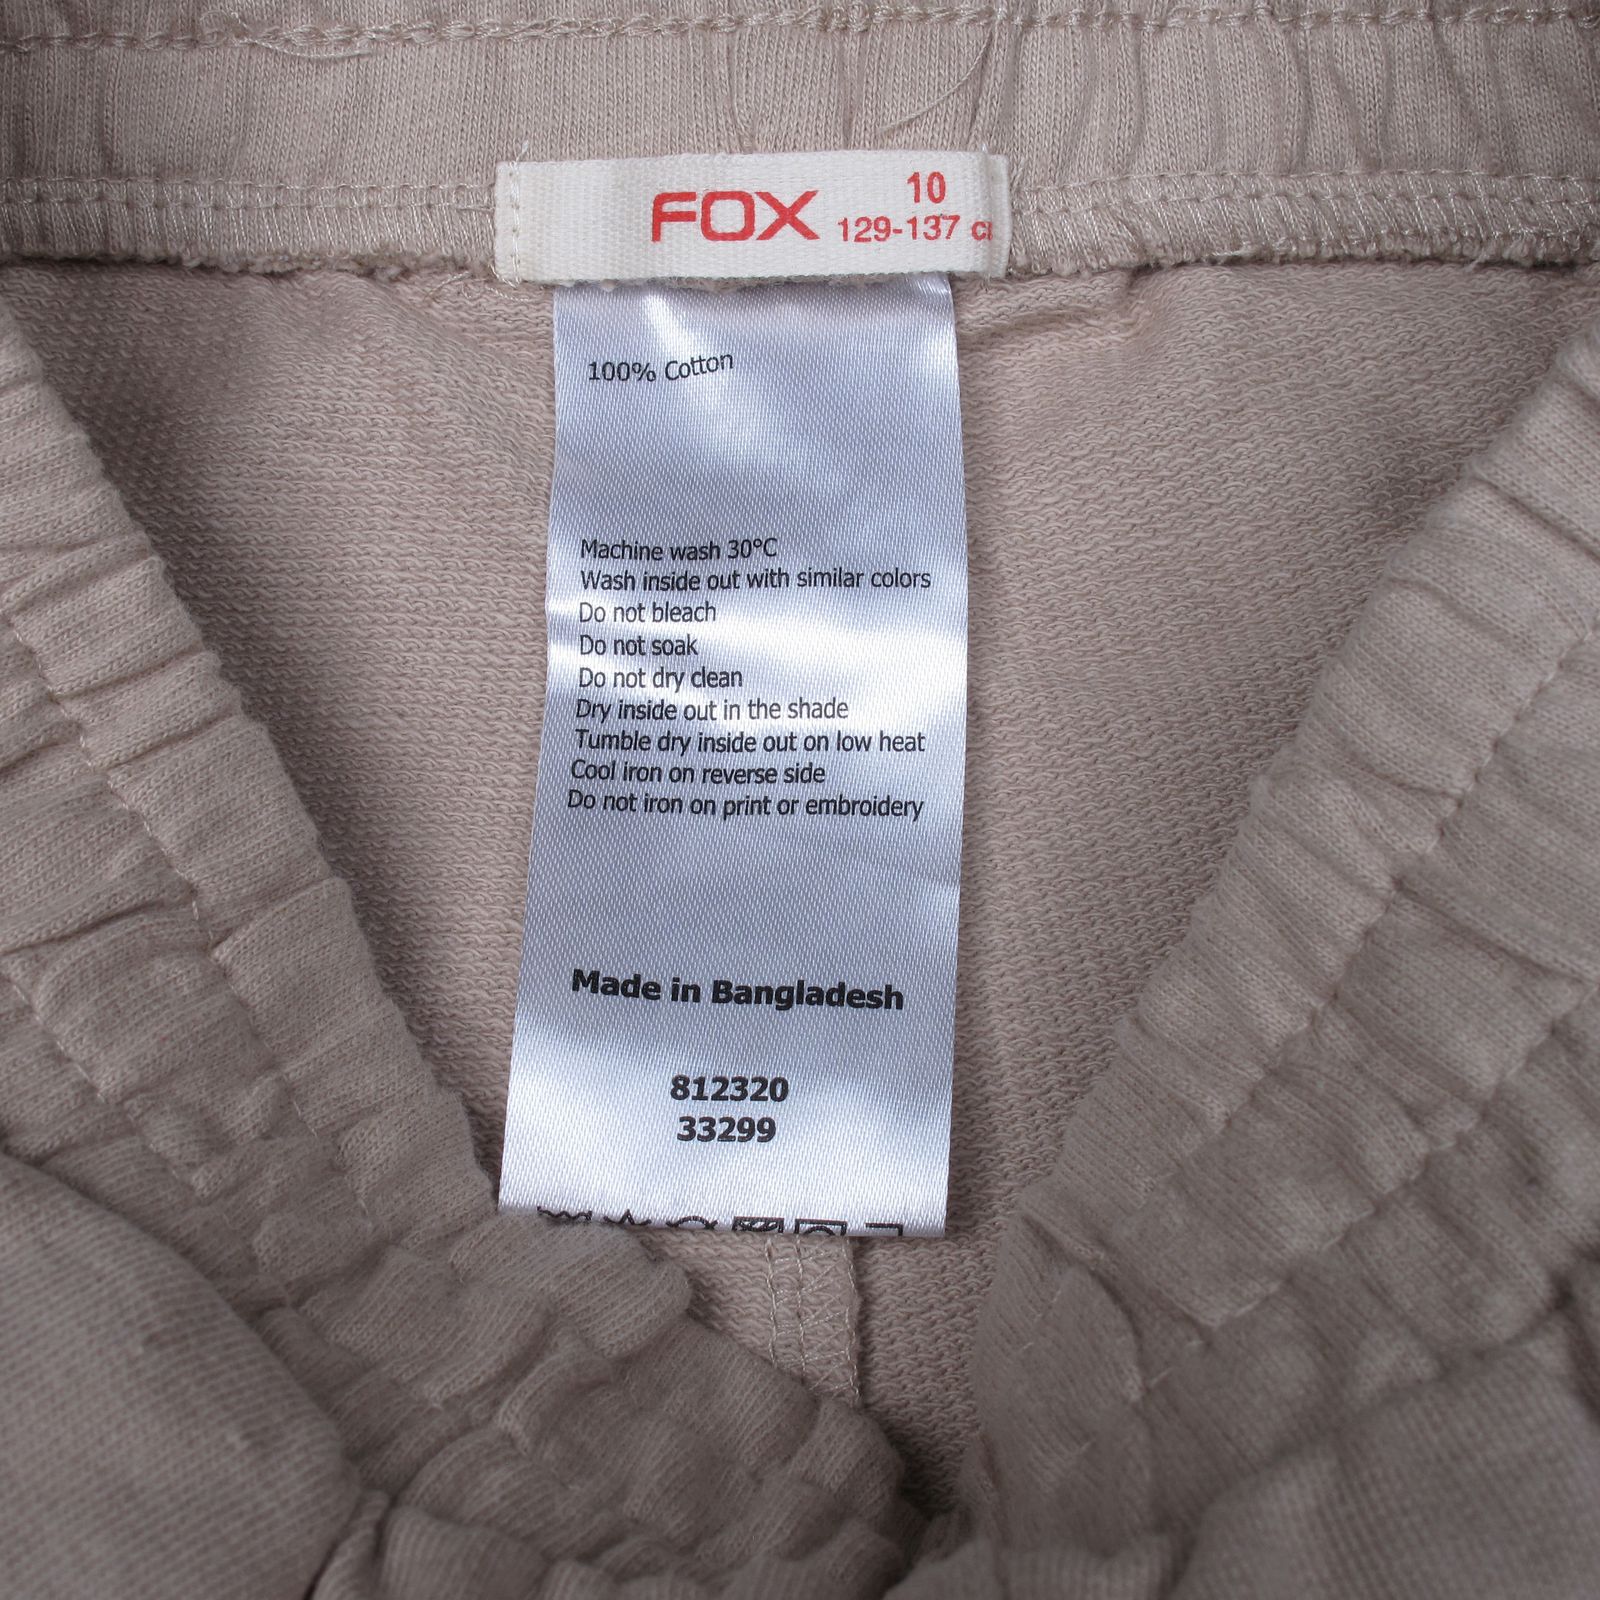 FOX 10
129-137
100% Cotton
Machine wash 30°C
Wash inside out with similar colors
Do not bleach
Do not soak
Do not dry clean
Dry inside out in the shade
Tumble dry inside out on low heat
Cool iron on reverse side
Do not iron on print or embroidery
Made in Bangladesh
812320
33299